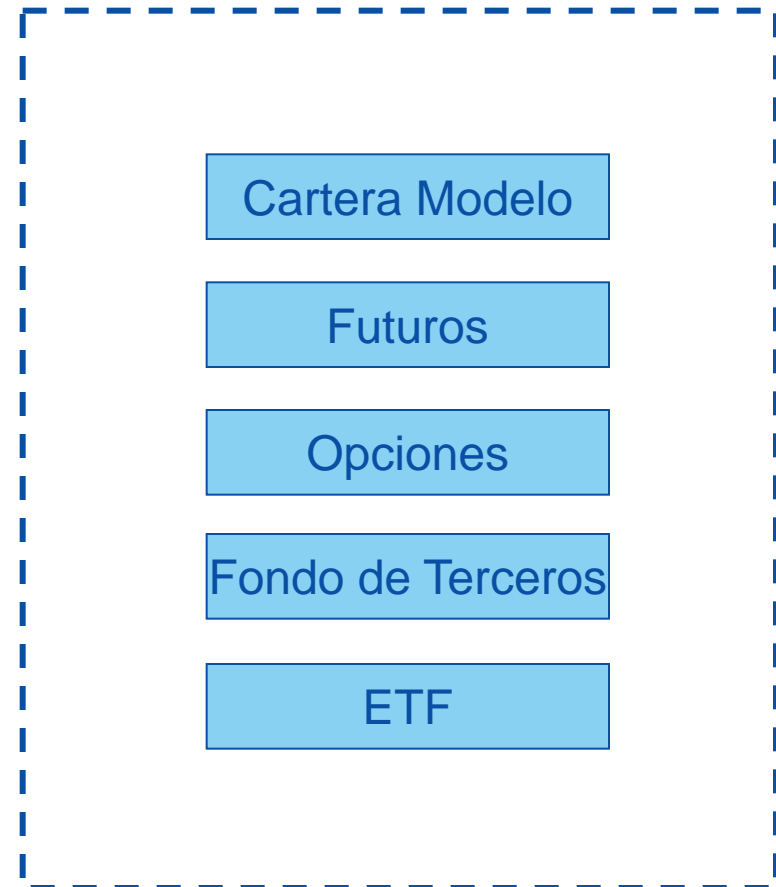 Cartera Modelo
Futuros
Opciones
Fondo de Terceros
ETF